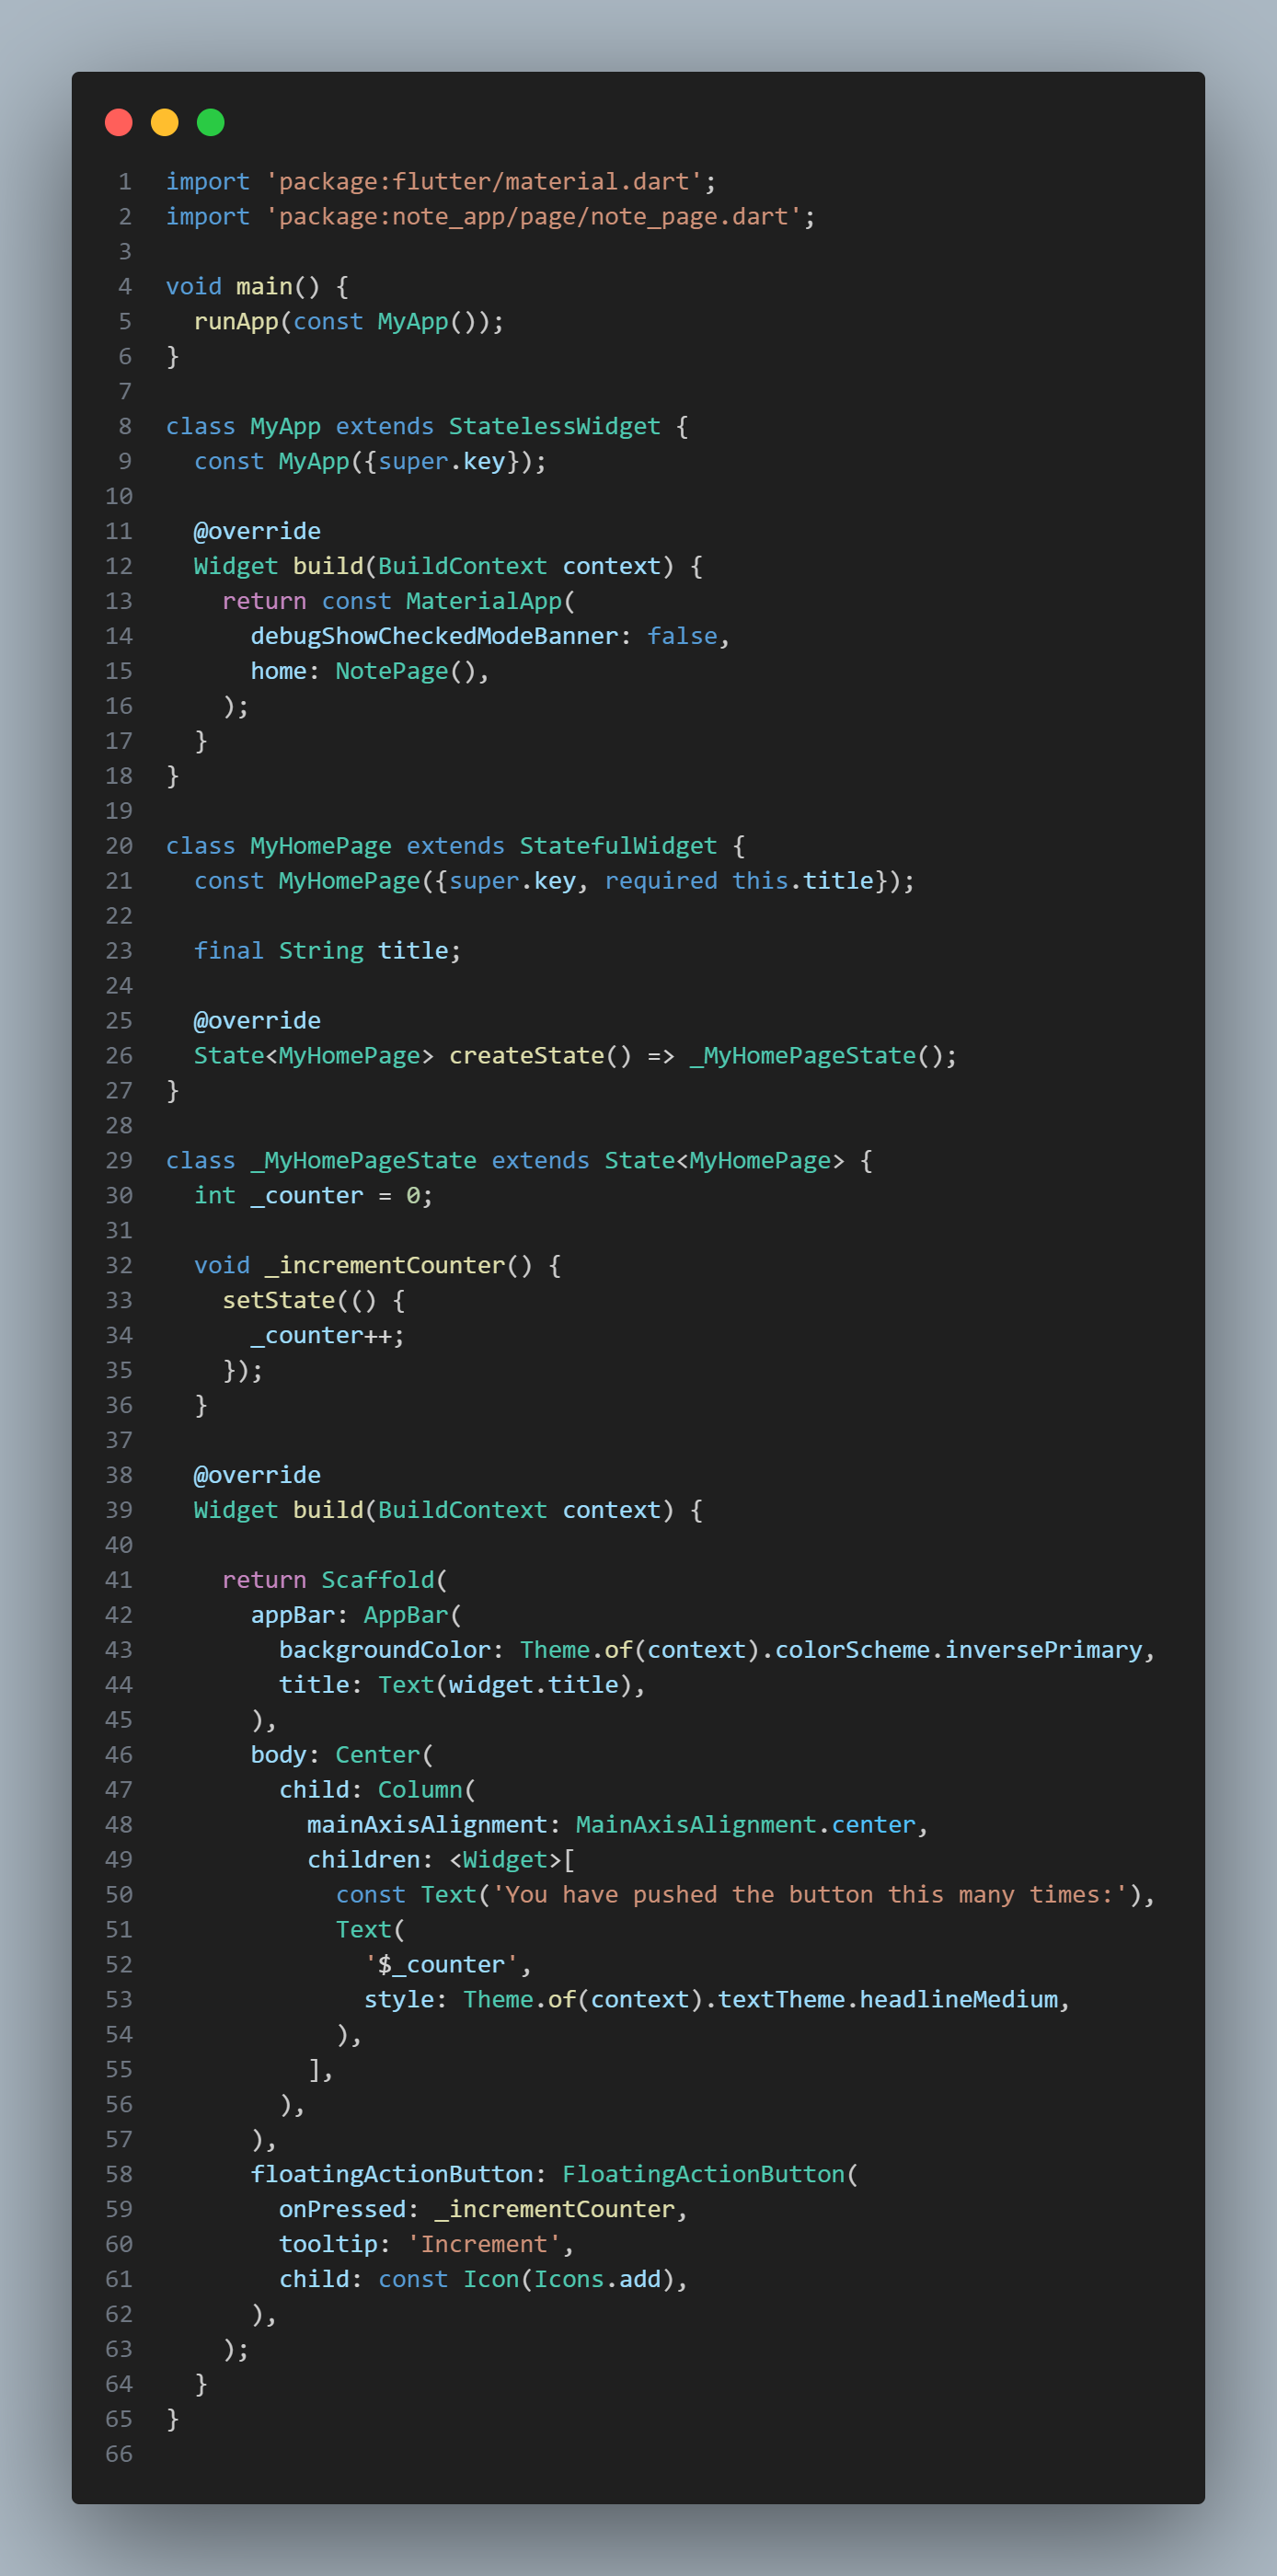 1 import 'package:flutter/material.dart';
2 import 'package:note_app/page/note_page.dart';
3
4 void main() {
5   runApp(const MyApp());
6 }
7
8 class MyApp extends StatelessWidget {
9   const MyApp({super.key});
10
11   @override
12   Widget build(BuildContext context) {
13     return const MaterialApp(
14       debugShowCheckedModeBanner: false,
15       home: NotePage(),
16     );
17   }
18 }
19
20 class MyHomePage extends StatefulWidget {
21   const MyHomePage({super.key, required this.title});
22
23   final String title;
24
25   @override
26   State<MyHomePage> createState() => _MyHomePageState();
27 }
28
29 class _MyHomePageState extends State<MyHomePage> {
30   int _counter = 0;
31
32   void _incrementCounter() {
33     setState(() {
34       _counter++;
35     });
36   }
37
38   @override
39   Widget build(BuildContext context) {
40
41     return Scaffold(
42       appBar: AppBar(
43         backgroundColor: Theme.of(context).colorScheme.inversePrimary,
44         title: Text(widget.title),
45       ),
46       body: Center(
47         child: Column(
48           mainAxisAlignment: MainAxisAlignment.center,
49           children: <Widget>[
50             const Text('You have pushed the button this many times:'),
51             Text(
52               '$_counter',
53               style: Theme.of(context).textTheme.headlineMedium,
54             ),
55           ],
56         ),
57       ),
58       floatingActionButton: FloatingActionButton(
59         onPressed: _incrementCounter,
60         tooltip: 'Increment',
61         child: const Icon(Icons.add),
62       ),
63     );
64   }
65 }
66